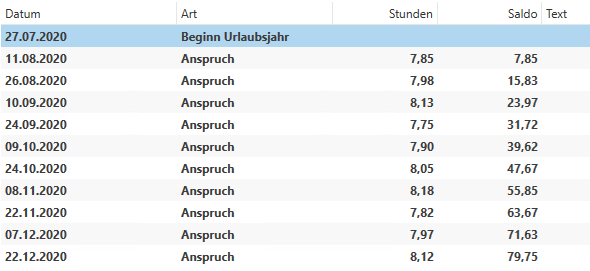 Datum Art Stunden Saldo Text
27.07.2020 Beginn Urlaubsjahr
11.08.2020 Anspruch 7,85 7,85
26.08.2020 Anspruch 7,98 15,83
10.09.2020 Anspruch 8,13 23,97
24.09.2020 Anspruch 7,75 31,72
09.10.2020 Anspruch 7,90 39,62
24.10.2020 Anspruch 8,05 47,67
08.11.2020 Anspruch 8,18 55,85
22.11.2020 Anspruch 7,82 63,67
07.12.2020 Anspruch 7,97 71,63
22.12.2020 Anspruch 8,12 79,75